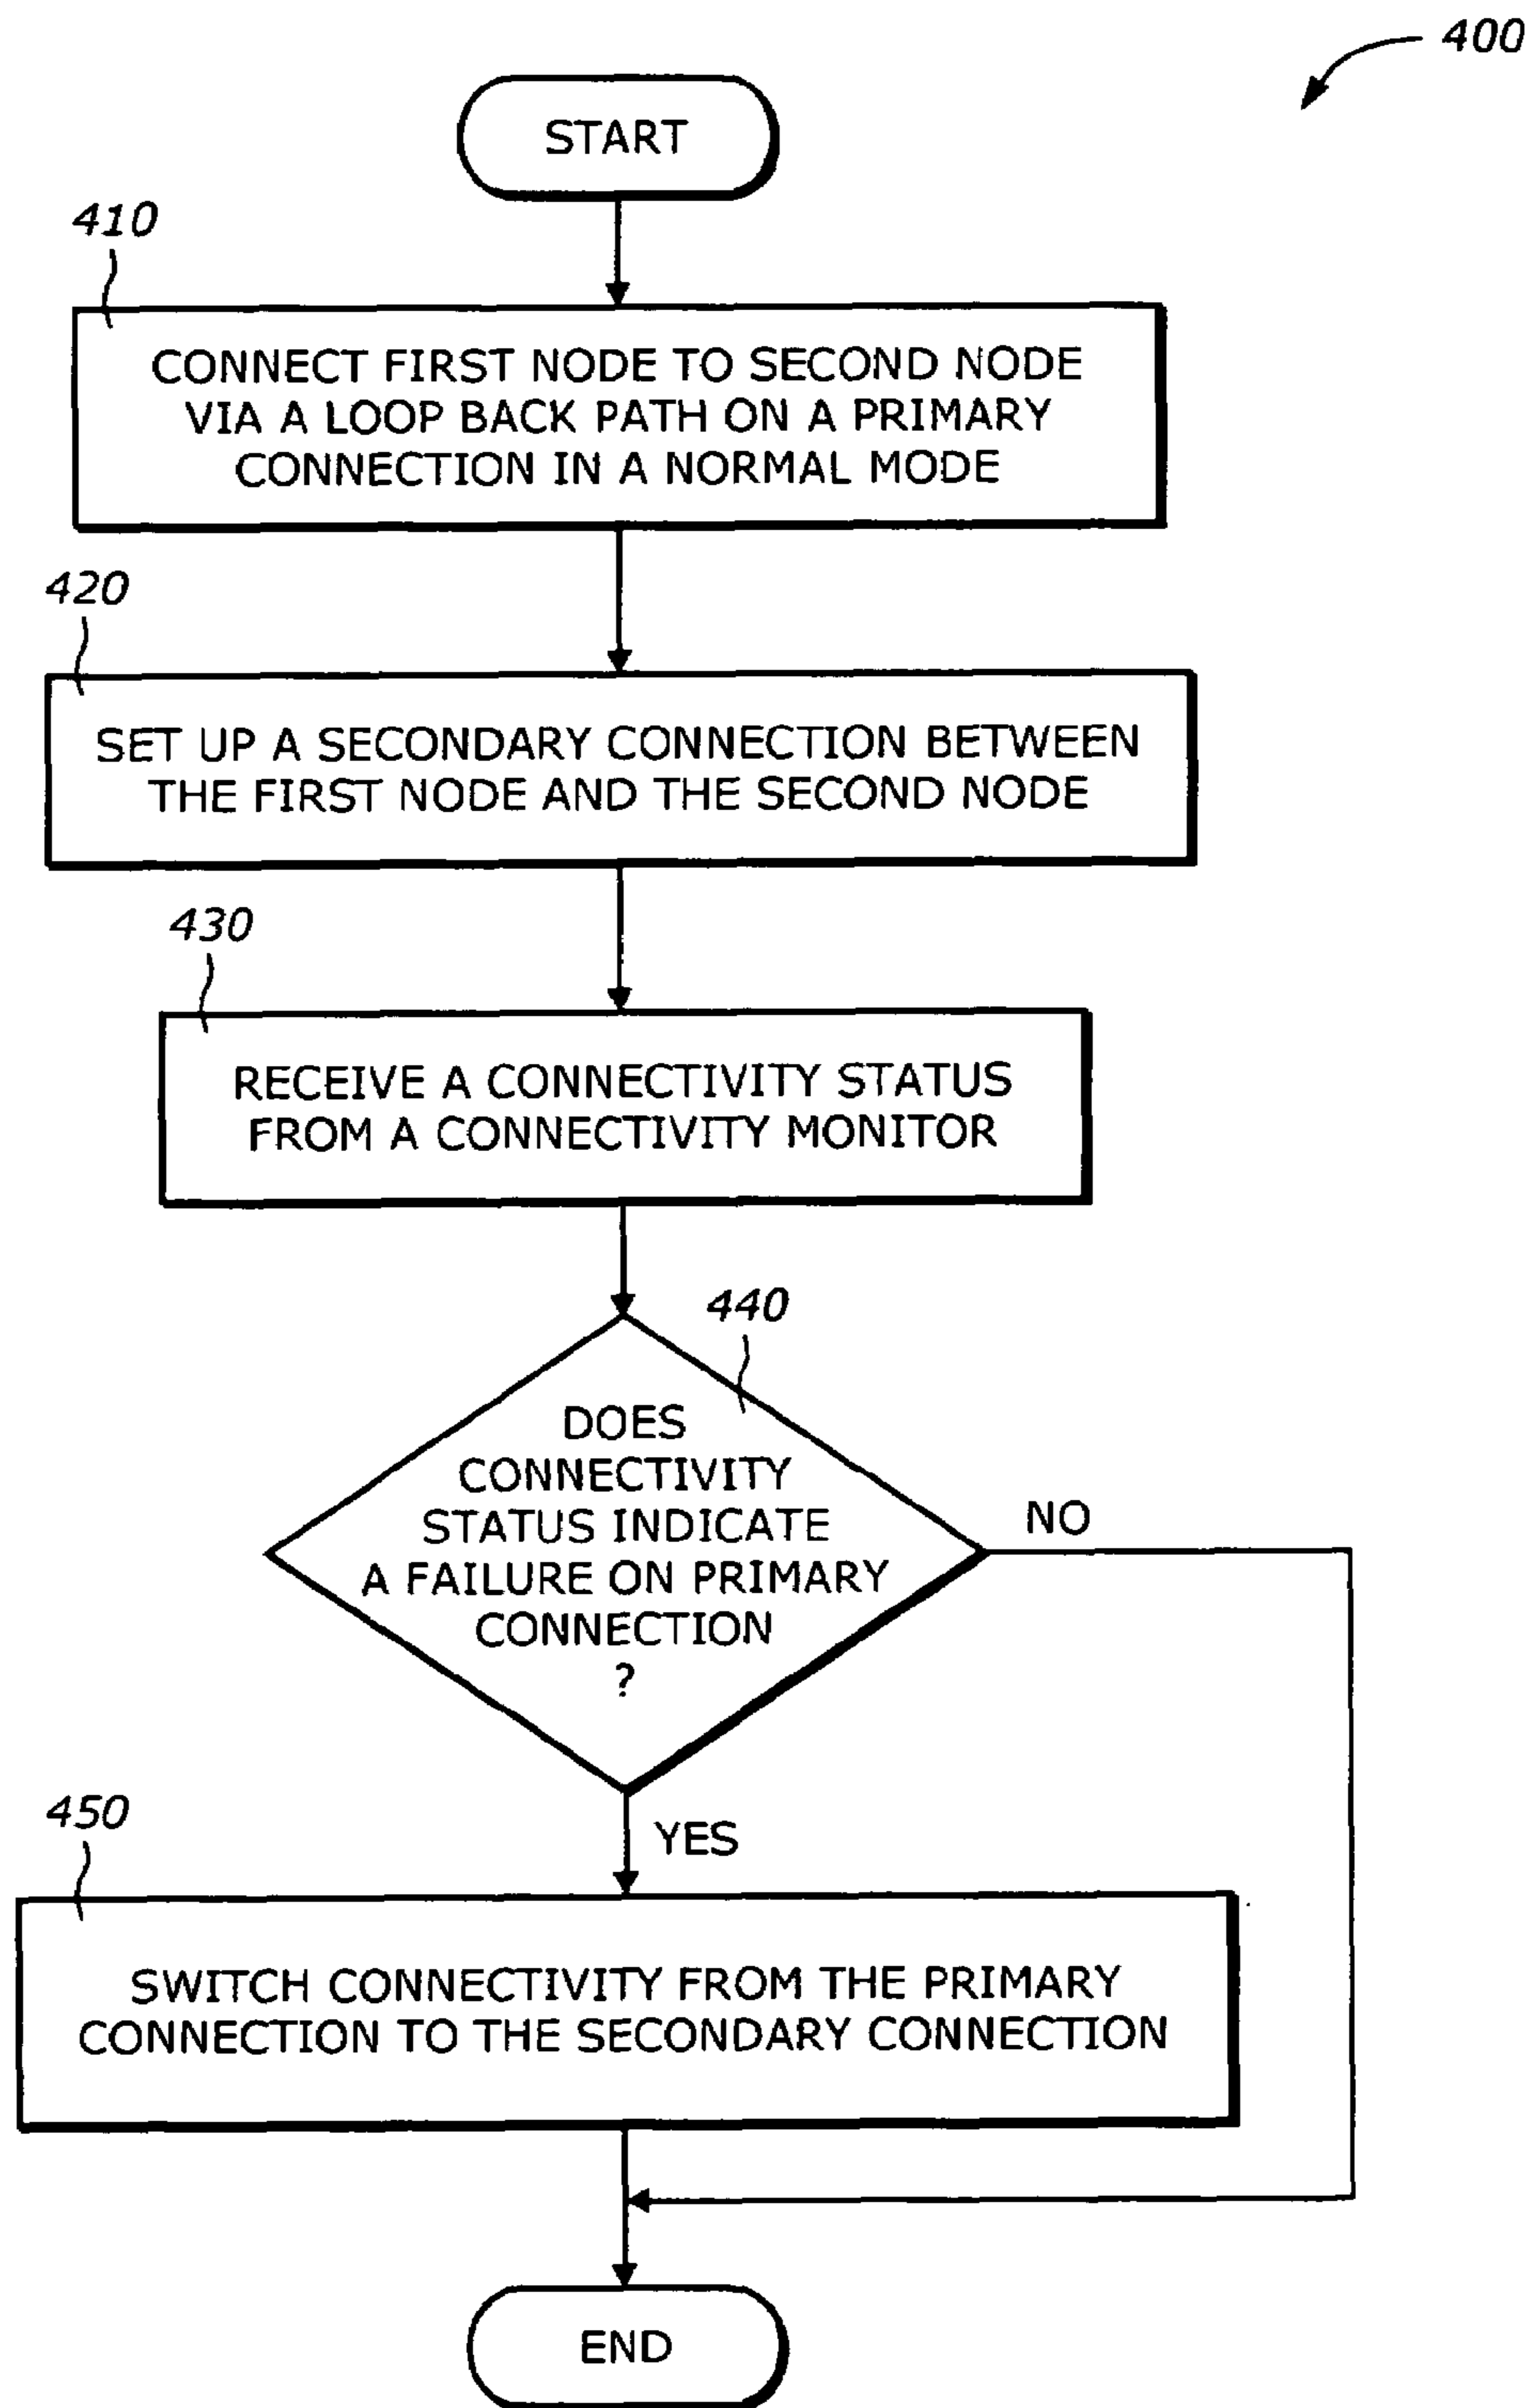 400
START
410
CONNECT FIRST NODE TO SECOND NODE
VIA A LOOP BACK PATH ON A PRIMARY
CONNECTION IN A NORMAL MODE
420
SET UP A SECONDARY CONNECTION BETWEEN
THE FIRST NODE AND THE SECOND NODE
430
RECEIVE A CONNECTIVITY STATUS
FROM A CONNECTIVITY MONITOR
440
DOES
CONNECTIVITY
STATUS INDICATE
A FAILURE ON PRIMARY
CONNECTION
?
NO
YES
450
SWITCH CONNECTIVITY FROM THE PRIMARY
CONNECTION TO THE SECONDARY CONNECTION
END